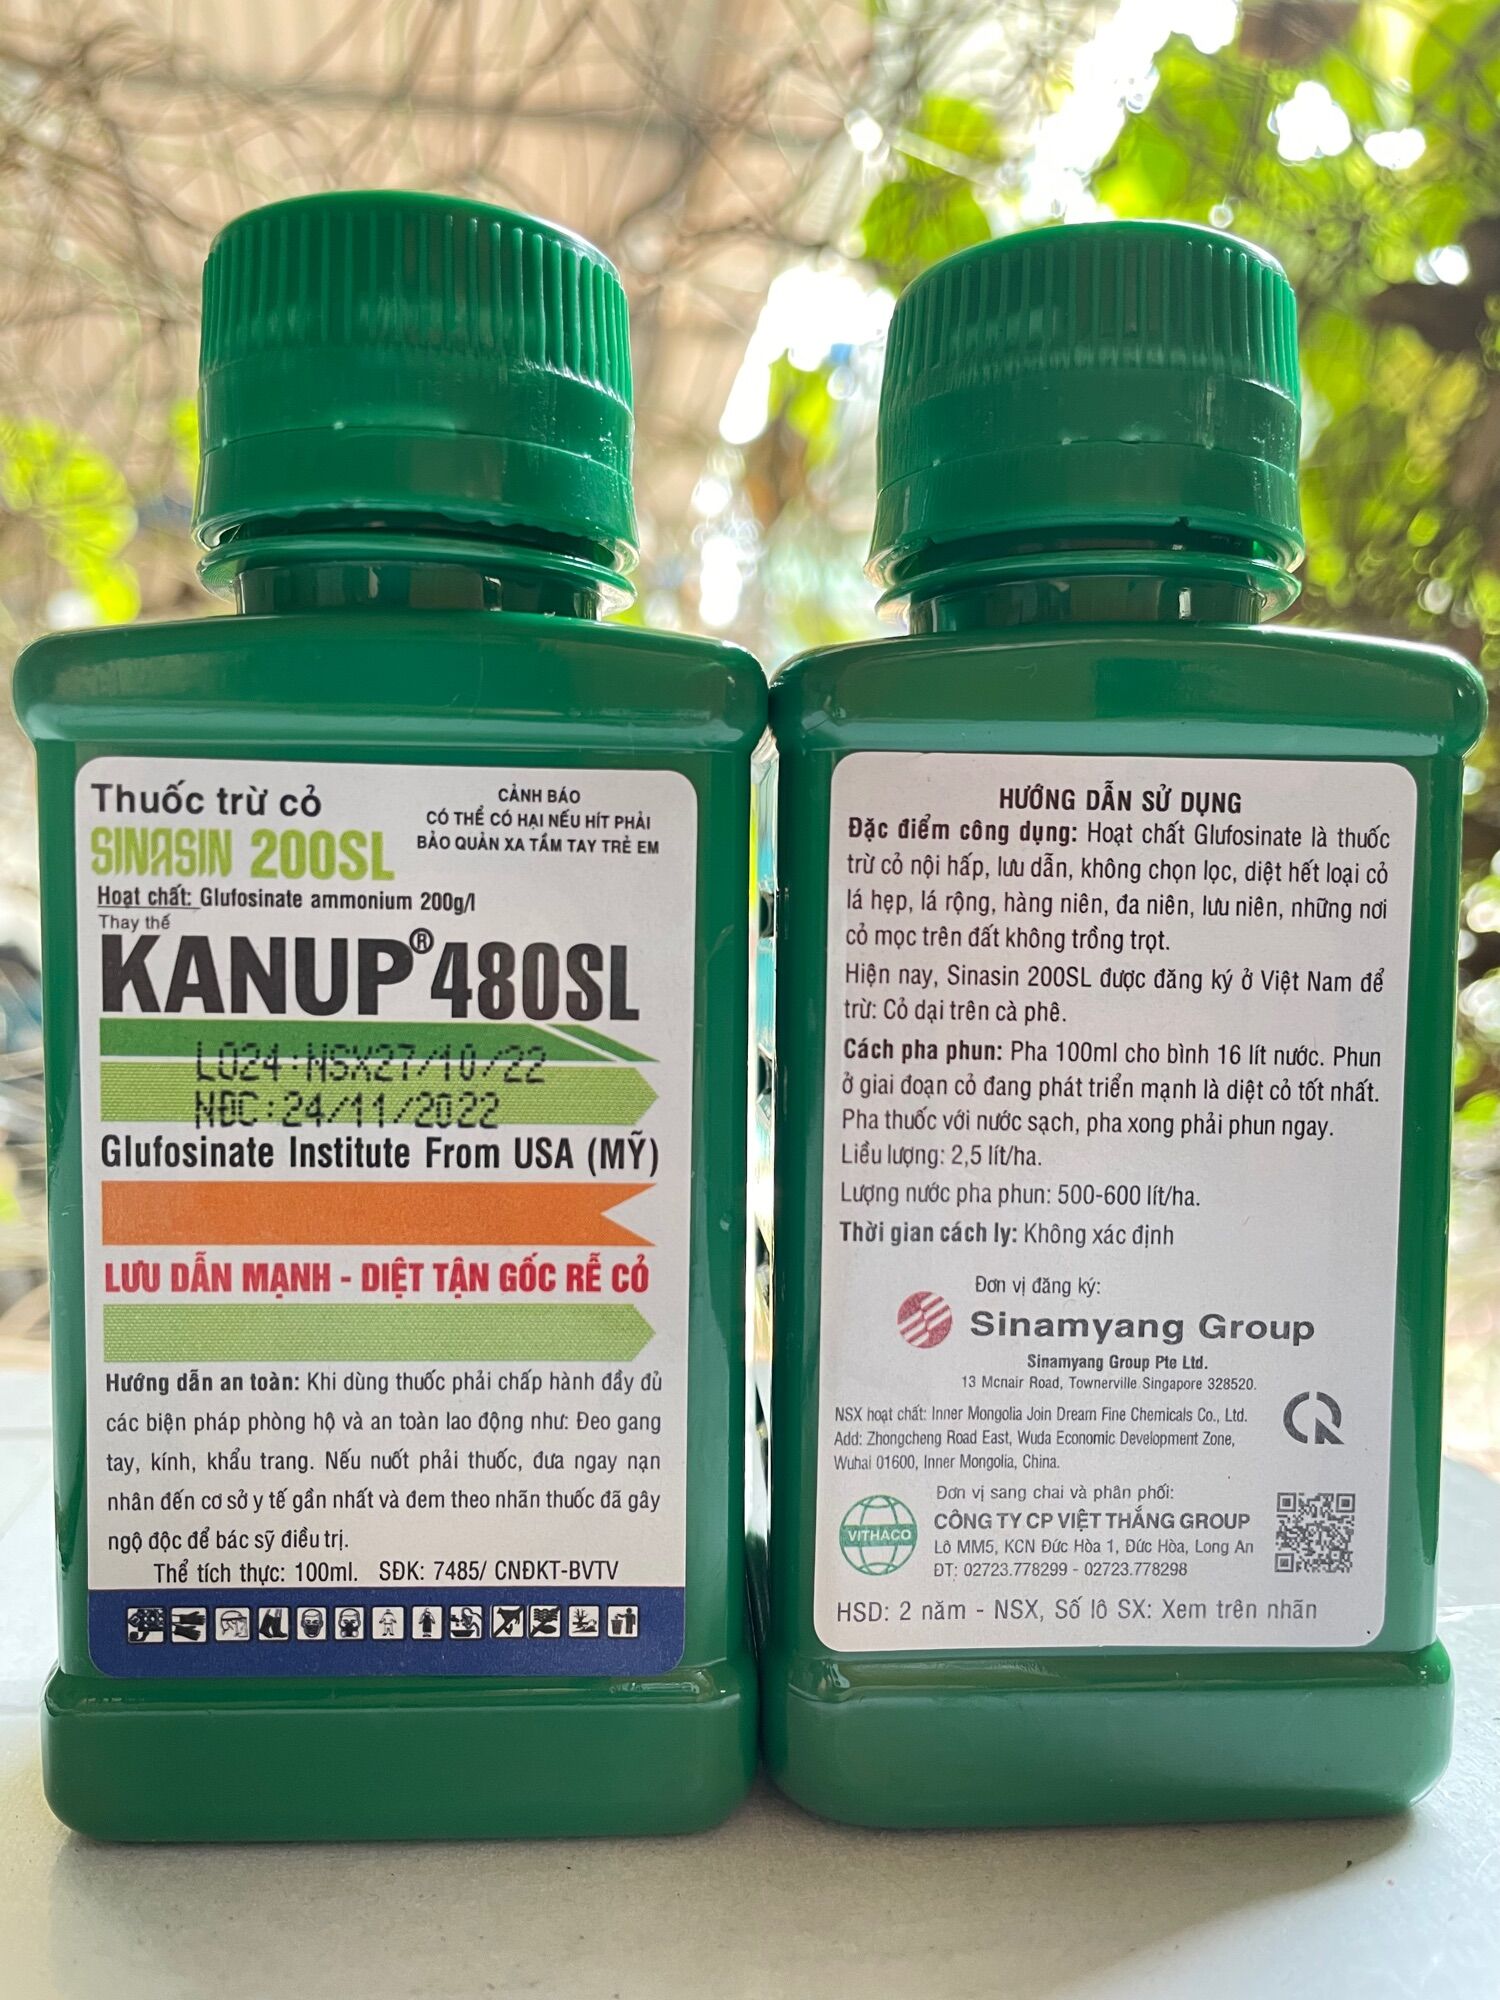 Thuốc trừ cỏ
SINASIN 200SL
CẢNH BÁO
CÓ THỂ CÓ HẠI NẾU HÍT PHẢI
BẢO QUẢN XA TẦM TAY TRẺ EM
Hoạt chất: Glufosinate ammonium 200g/l
Thay thế
KANUP® 480SL
LO24:NSX27/10/22
NĐC:24/11/2022
Glufosinate Institute From USA (MỸ)
LƯU DẪN MẠNH - DIỆT TẬN GỐC RỄ CỎ
Hướng dẫn an toàn: Khi dùng thuốc phải chấp hành đầy đủ
các biện pháp phòng hộ và an toàn lao động như: Đeo gang
tay, kính, khẩu trang. Nếu nuốt phải thuốc, đưa ngay nạn
nhân đến cơ sở y tế gần nhất và đem theo nhãn thuốc đã gây
ngộ độc để bác sỹ điều trị.
Thể tích thực: 100ml. SĐK: 7485/ CNĐKT-BVTV
HƯỚNG DẪN SỬ DỤNG
Đặc điểm công dụng: Hoạt chất Glufosinate là thuốc
trừ cỏ nội hấp, lưu dẫn, không chọn lọc, diệt hết loại cỏ
lá hẹp, lá rộng, hàng niên, đa niên, lưu niên, những nơi
cỏ mọc trên đất không trồng trọt.
Hiện nay, Sinasin 200SL được đăng ký ở Việt Nam để
trừ: Cỏ dại trên cà phê.
Cách pha phun: Pha 100ml cho bình 16 lít nước. Phun
ở giai đoạn cỏ đang phát triển mạnh là diệt cỏ tốt nhất.
Pha thuốc với nước sạch, pha xong phải phun ngay.
Liều lượng: 2,5 lít/ha.
Lượng nước pha phun: 500-600 lít/ha.
Thời gian cách ly: Không xác định
Đơn vị đăng ký:
Sinamyang Group
Sinamyang Group Pte Ltd.
13 Mcnair Road, Townerville Singapore 328520.
NSX hoạt chất: Inner Mongolia Join Dream Fine Chemicals Co., Ltd.
Add: Zhongcheng Road East, Wuda Economic Development Zone,
Wuhai 01600, Inner Mongolia, China.
Đơn vị sang chai và phân phối:
VITHACO
CÔNG TY CP VIỆT THẮNG GROUP
Lô MM5, KCN Đức Hòa 1, Đức Hòa, Long An
ĐT: 02723.778299 - 02723.778298
HSD: 2 năm - NSX, Số lô SX: Xem trên nhãn